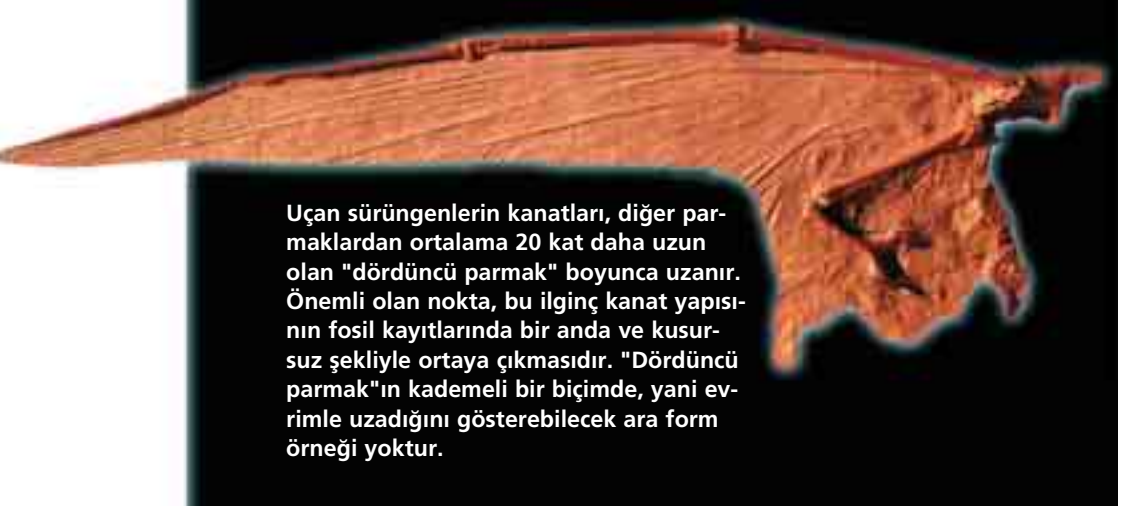 Uçan sürüngenlerin kanatları, diğer par-
maklardan ortalama 20 kat daha uzun
olan "dördüncü parmak" boyunca uzanır.
Önemli olan nokta, bu ilginç kanat yapısı-
nın fosil kayıtlarında bir anda ve kusur-
suz şekliyle ortaya çıkmasıdır. "Dördüncü
parmak"ın kademeli bir biçimde, yani ev-
rimle uzadığını gösterebilecek ara form
örneği yoktur.